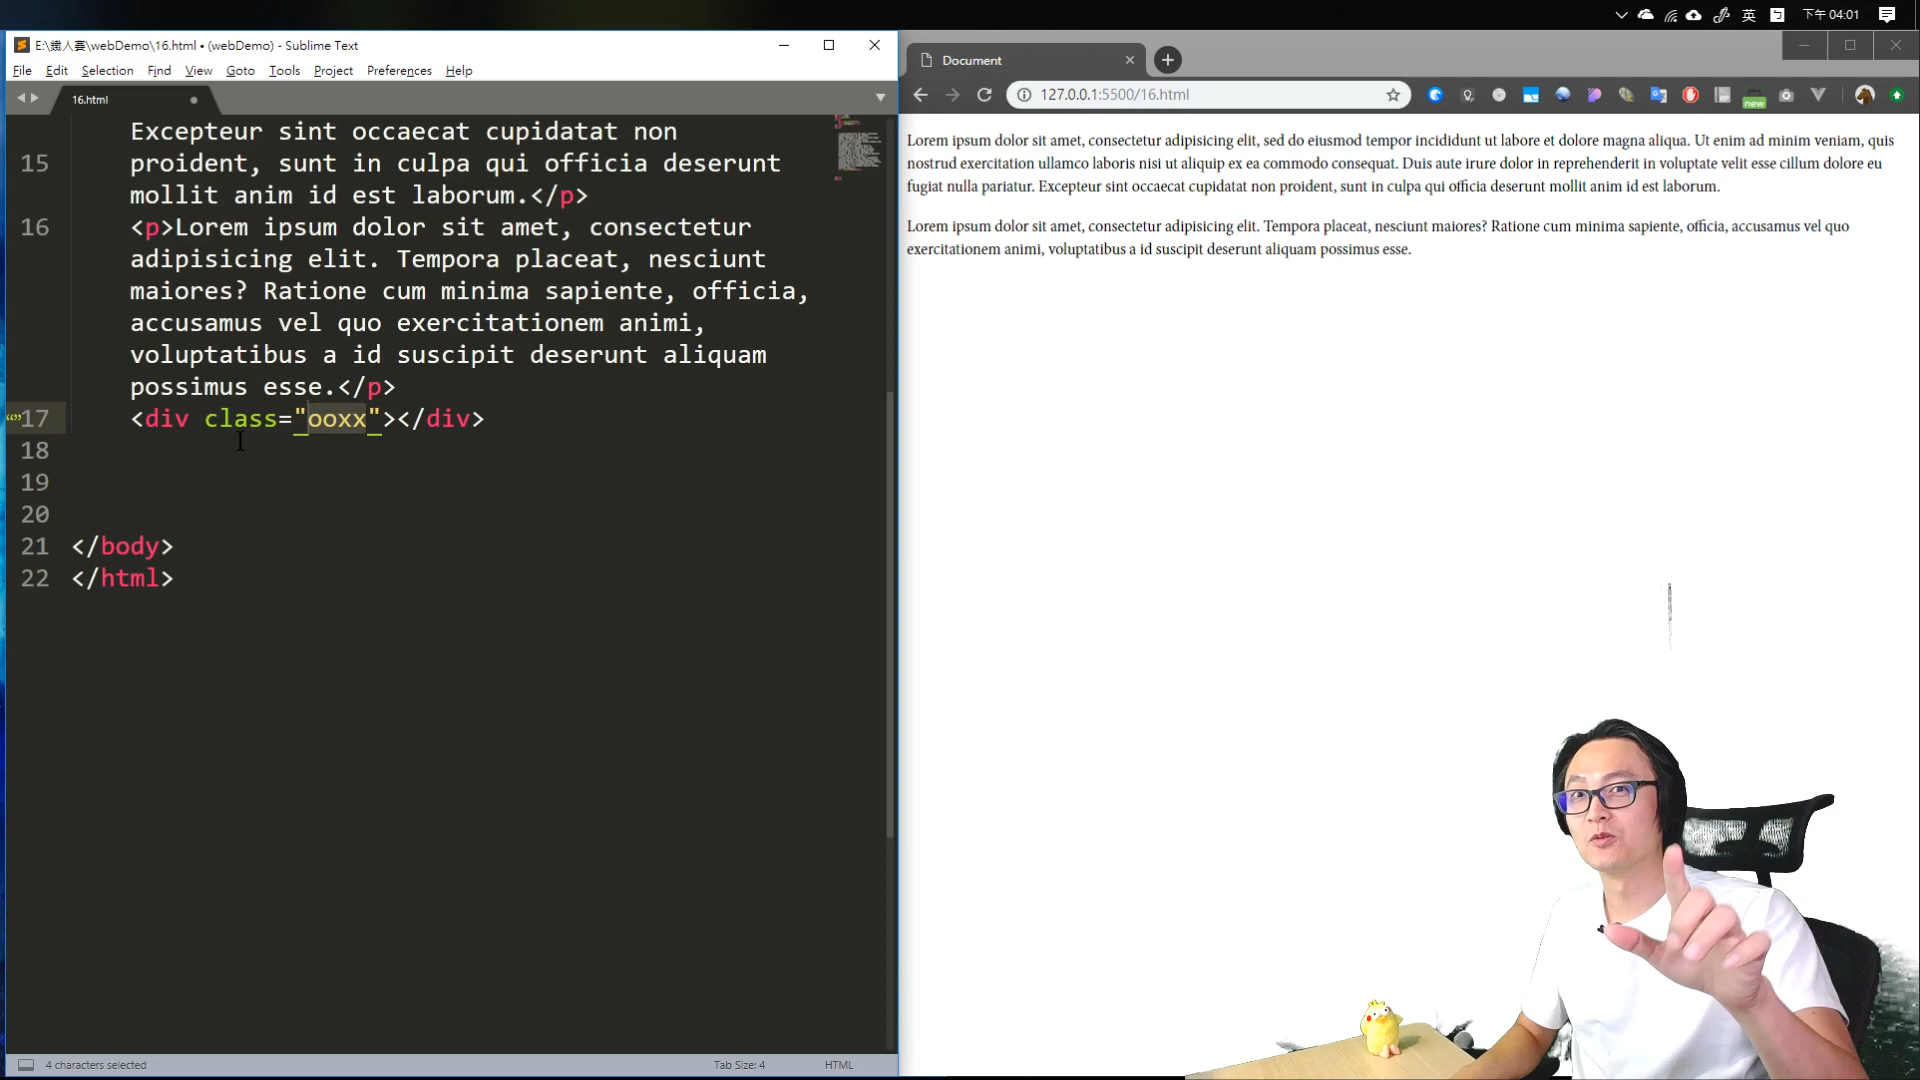 英
下午 04:01
E:\鐵人賽\webDemo\16.html • (webDemo) - Sublime Text
File Edit Selection Find View Goto Tools Project Preferences Help
16.html
Excepteur sint occaecat cupidatat non
15 proident, sunt in culpa qui officia deserunt
mollit anim id est laborum.</p>
16 <p>Lorem ipsum dolor sit amet, consectetur
adipisicing elit. Tempora placeat, nesciunt
maiores? Ratione cum minima sapiente, officia,
accusamus vel quo exercitationem animi,
voluptatibus a id suscipit deserunt aliquam
possimus esse.</p>
17 <div class="ooxx"></div>
18
19
20
21 </body>
22 </html>
4 characters selected
Tab Size: 4
HTML
Document
127.0.0.1:5500/16.html
new
Lorem ipsum dolor sit amet, consectetur adipisicing elit, sed do eiusmod tempor incididunt ut labore et dolore magna aliqua. Ut enim ad minim veniam, quis
nostrud exercitation ullamco laboris nisi ut aliquip ex ea commodo consequat. Duis aute irure dolor in reprehenderit in voluptate velit esse cillum dolore eu
fugiat nulla pariatur. Excepteur sint occaecat cupidatat non proident, sunt in culpa qui officia deserunt mollit anim id est laborum.
Lorem ipsum dolor sit amet, consectetur adipisicing elit. Tempora placeat, nesciunt maiores? Ratione cum minima sapiente, officia, accusamus vel quo
exercitationem animi, voluptatibus a id suscipit deserunt aliquam possimus esse.